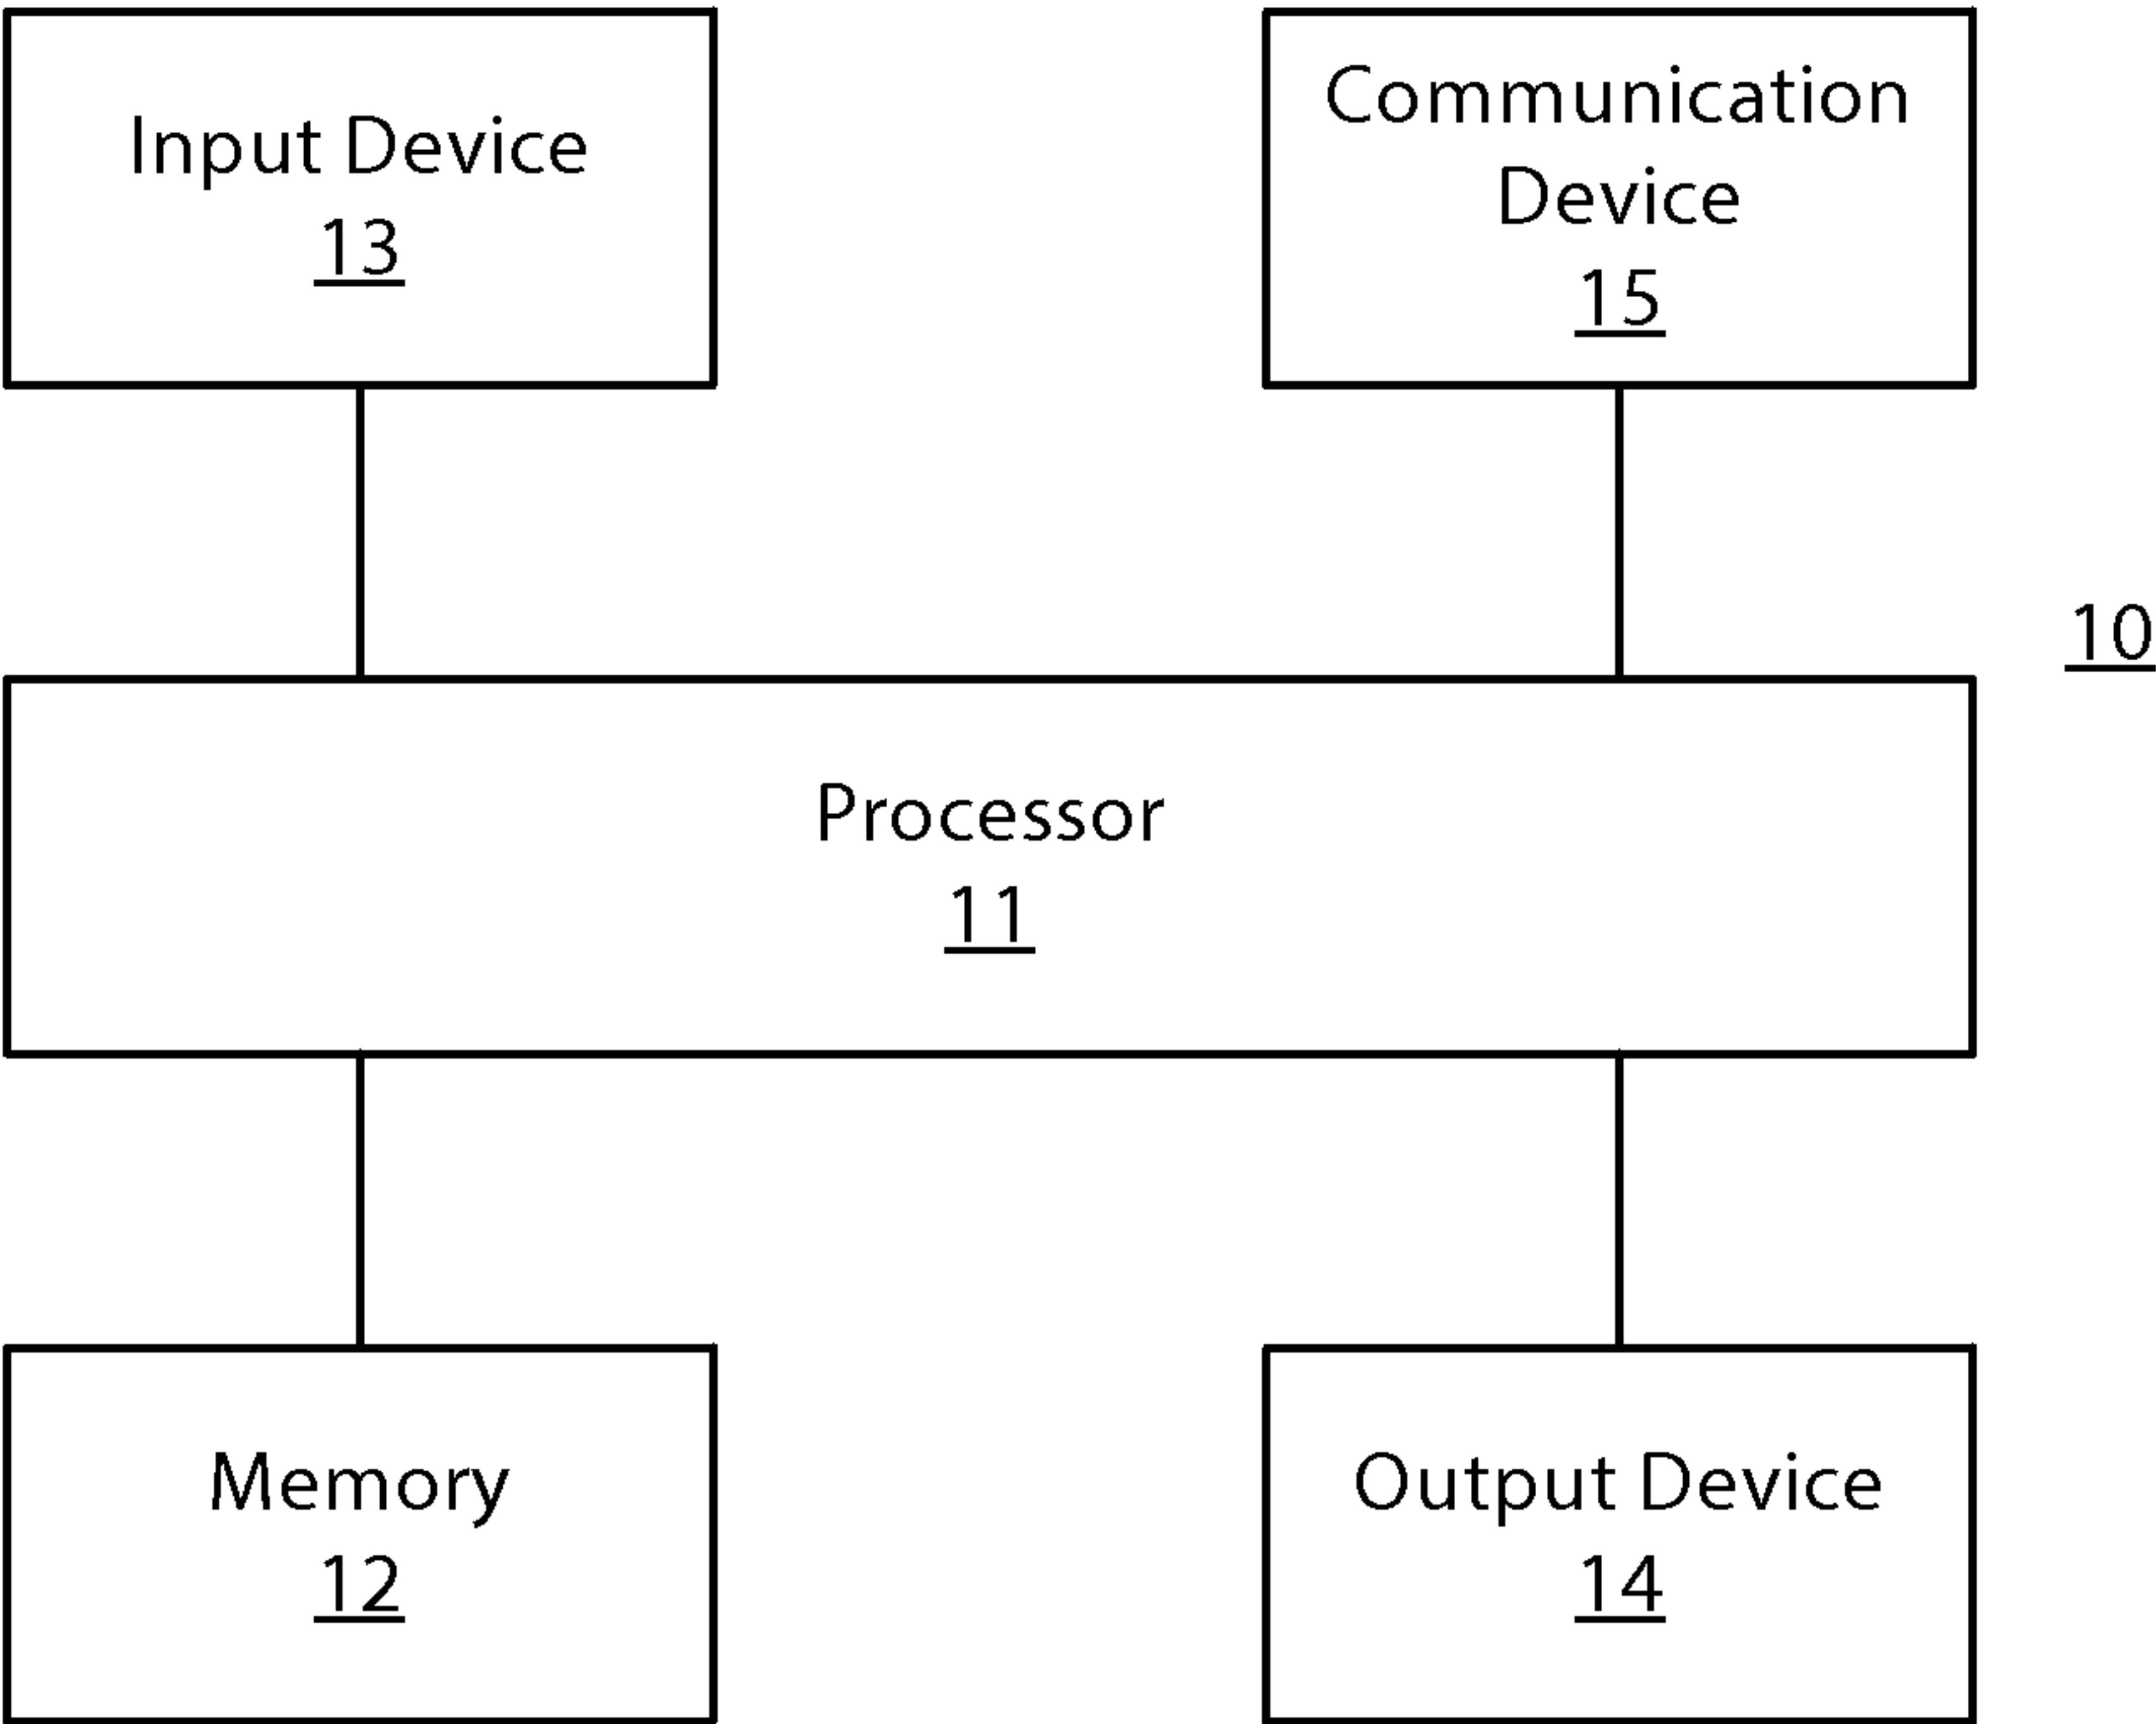 Input Device
13
Communication
Device
15
10
Processor
11
Memory
12
Output Device
14